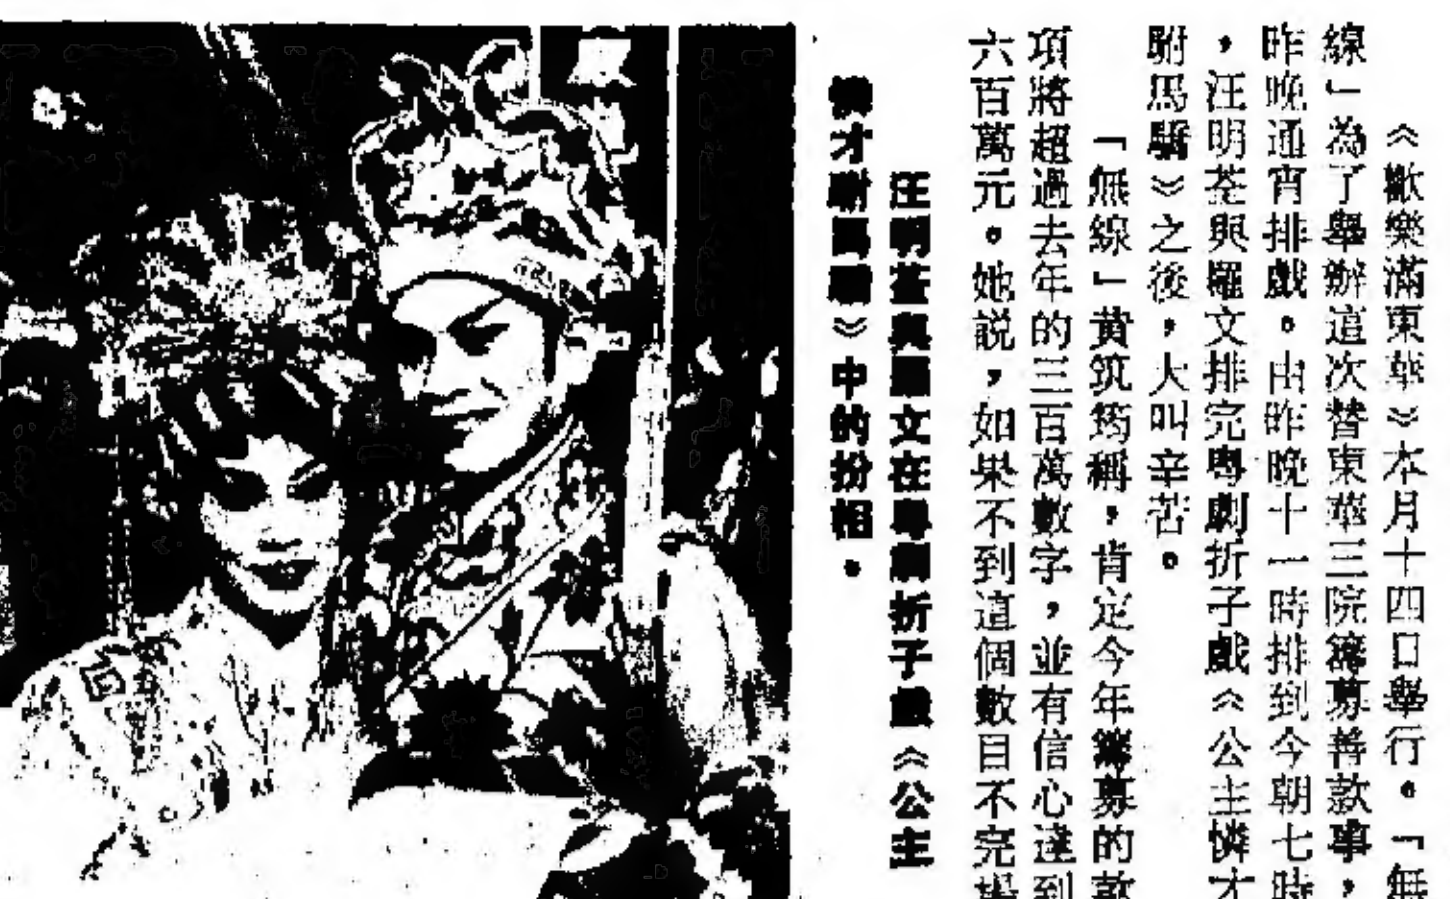 《歡樂滿東華》本月十四日舉行。「無
線」為了舉辦這次替東華三院籌募善款事,
昨晚通宵排戲。由昨晚十一時排到今朝七時
,汪明荃與羅文排完粵劇折子戲《公主憐才
駙馬驕》之後,大叫辛苦。
「無線」黄筑筠稱,肯定今年籌募的款
項將超過去年的三百萬數字,並有信心達到
六百萬元。她説,如果不到這個數目不完場
汪明荃與羅文在粵劇折子戲《公主
憐才駙馬驕》中的扮相。